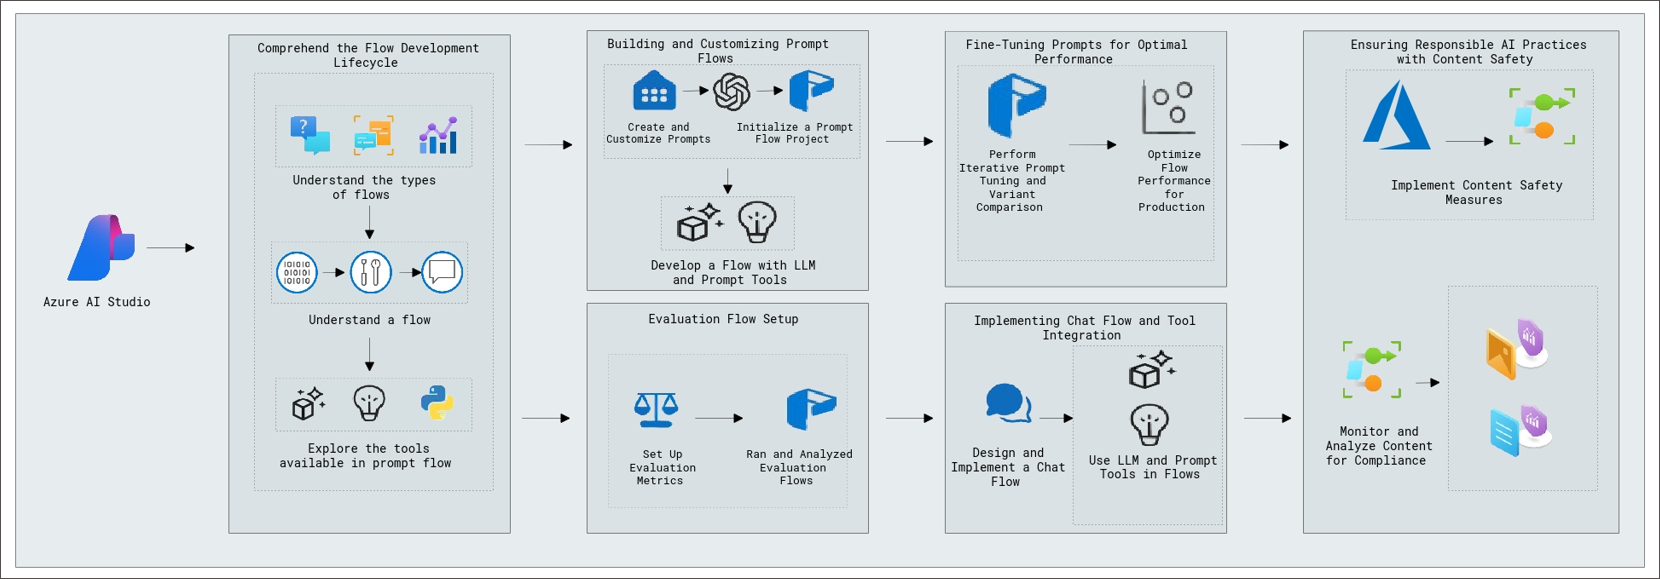 Azure AI Studio
Comprehend the Flow Development
Lifecycle
?
Understand the types
of flows
010101
010101
010101
Understand a flow
Explore the tools
available in prompt flow
Building and Customizing Prompt
Flows
Create and
Customize Prompts
Initialize a Prompt
Flow Project
Develop a Flow with LLM
and Prompt Tools
Evaluation Flow Setup
Set Up
Evaluation
Metrics
Ran and Analyzed
Evaluation
Flows
Fine-Tuning Prompts for Optimal
Performance
Perform
Iterative Prompt
Tuning and
Variant
Comparison
Optimize
Flow
Performance
for
Production
Implementing Chat Flow and Tool
Integration
Design and
Implement a Chat
Flow
Use LLM and Prompt
Tools in Flows
Ensuring Responsible AI Practices
with Content Safety
Implement Content Safety
Measures
Monitor and
Analyze Content
for Compliance